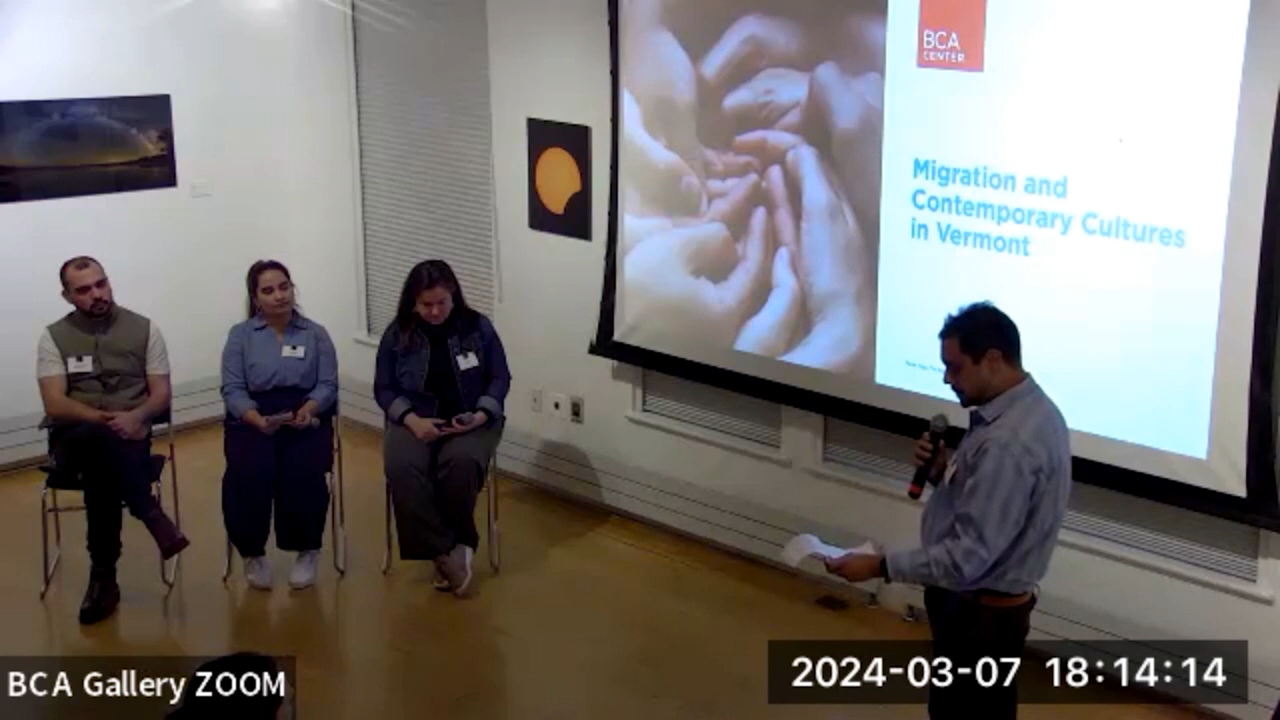 BCA
CENTER
Migration and
Contemporary Cultures
in Vermont
BCA Gallery ZOOM
2024-03-07 18:14:14